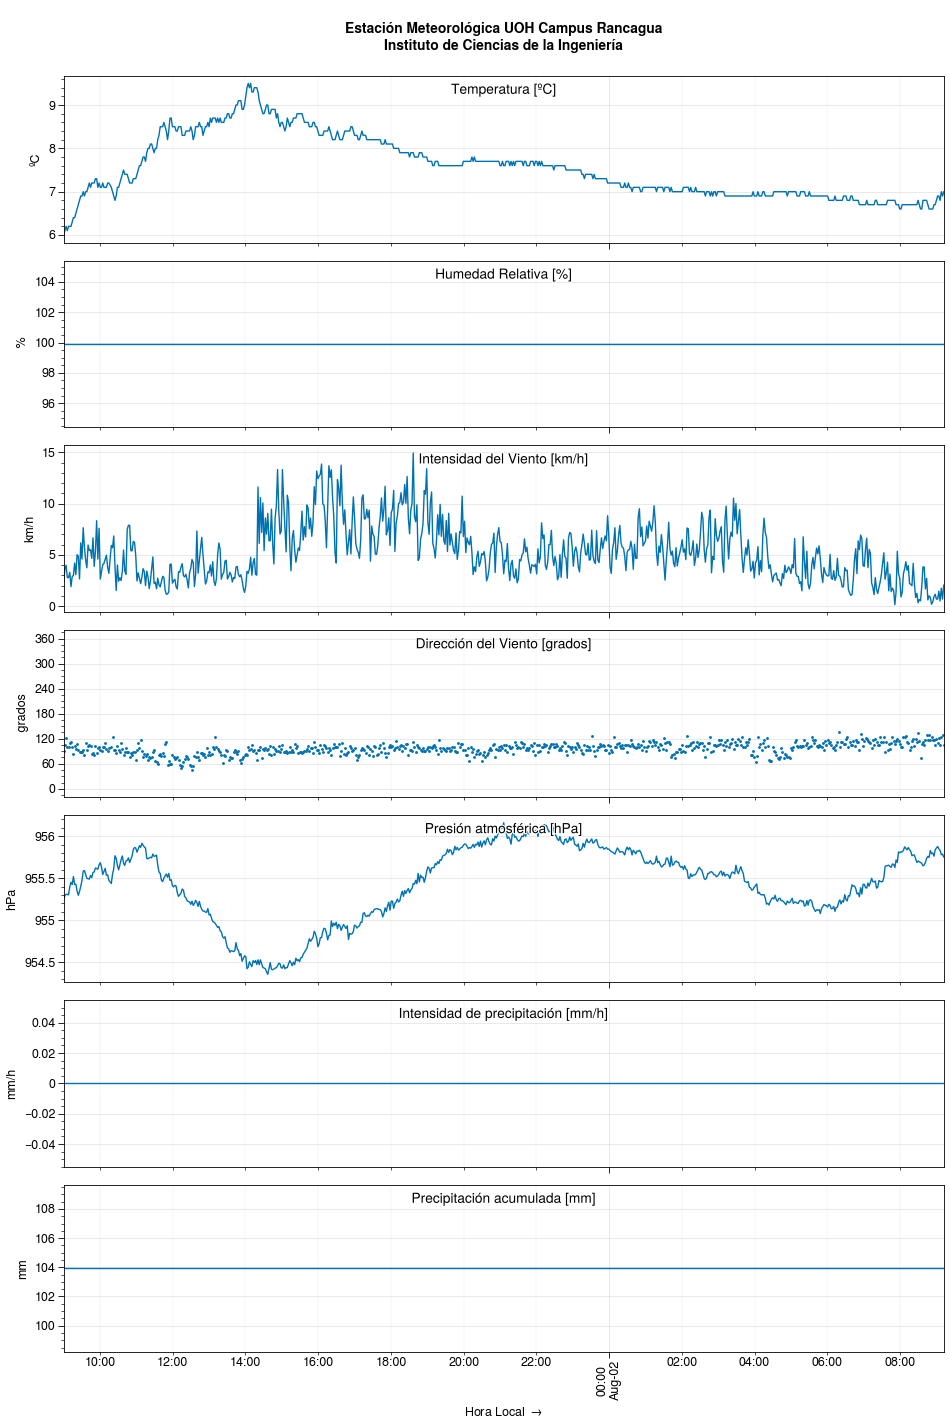 Estación Meteorológica UOH Campus Rancagua
Instituto de Ciencias de la Ingeniería
Temperatura [ºC]
9
8
7
6
ºC
Humedad Relativa [%]
104
102
100
98
96
%
Intensidad del Viento [km/h]
15
10
5
0
km/h
Dirección del Viento [grados]
360
300
240
180
120
60
0
grados
Presión atmosférica [hPa]
956
955.5
955
954.5
hPa
Intensidad de precipitación [mm/h]
0.04
0.02
0
−0.02
−0.04
mm/h
Precipitación acumulada [mm]
108
106
104
102
100
mm
10:00 12:00 14:00 16:00 18:00 20:00 22:00 00:00 02:00 04:00 06:00 08:00
Aug-02
Hora Local →